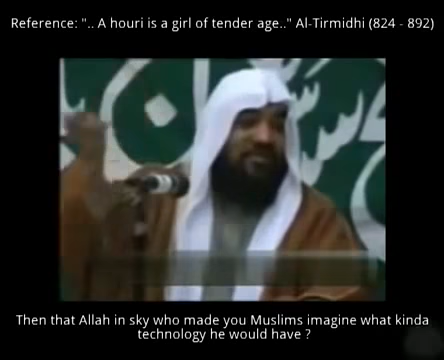 Reference: ".. A houri is a girl of tender age.." Al-Tirmidhi (824 - 892)
Then that Allah in sky who made you Muslims imagine what kinda
technology he would have ?